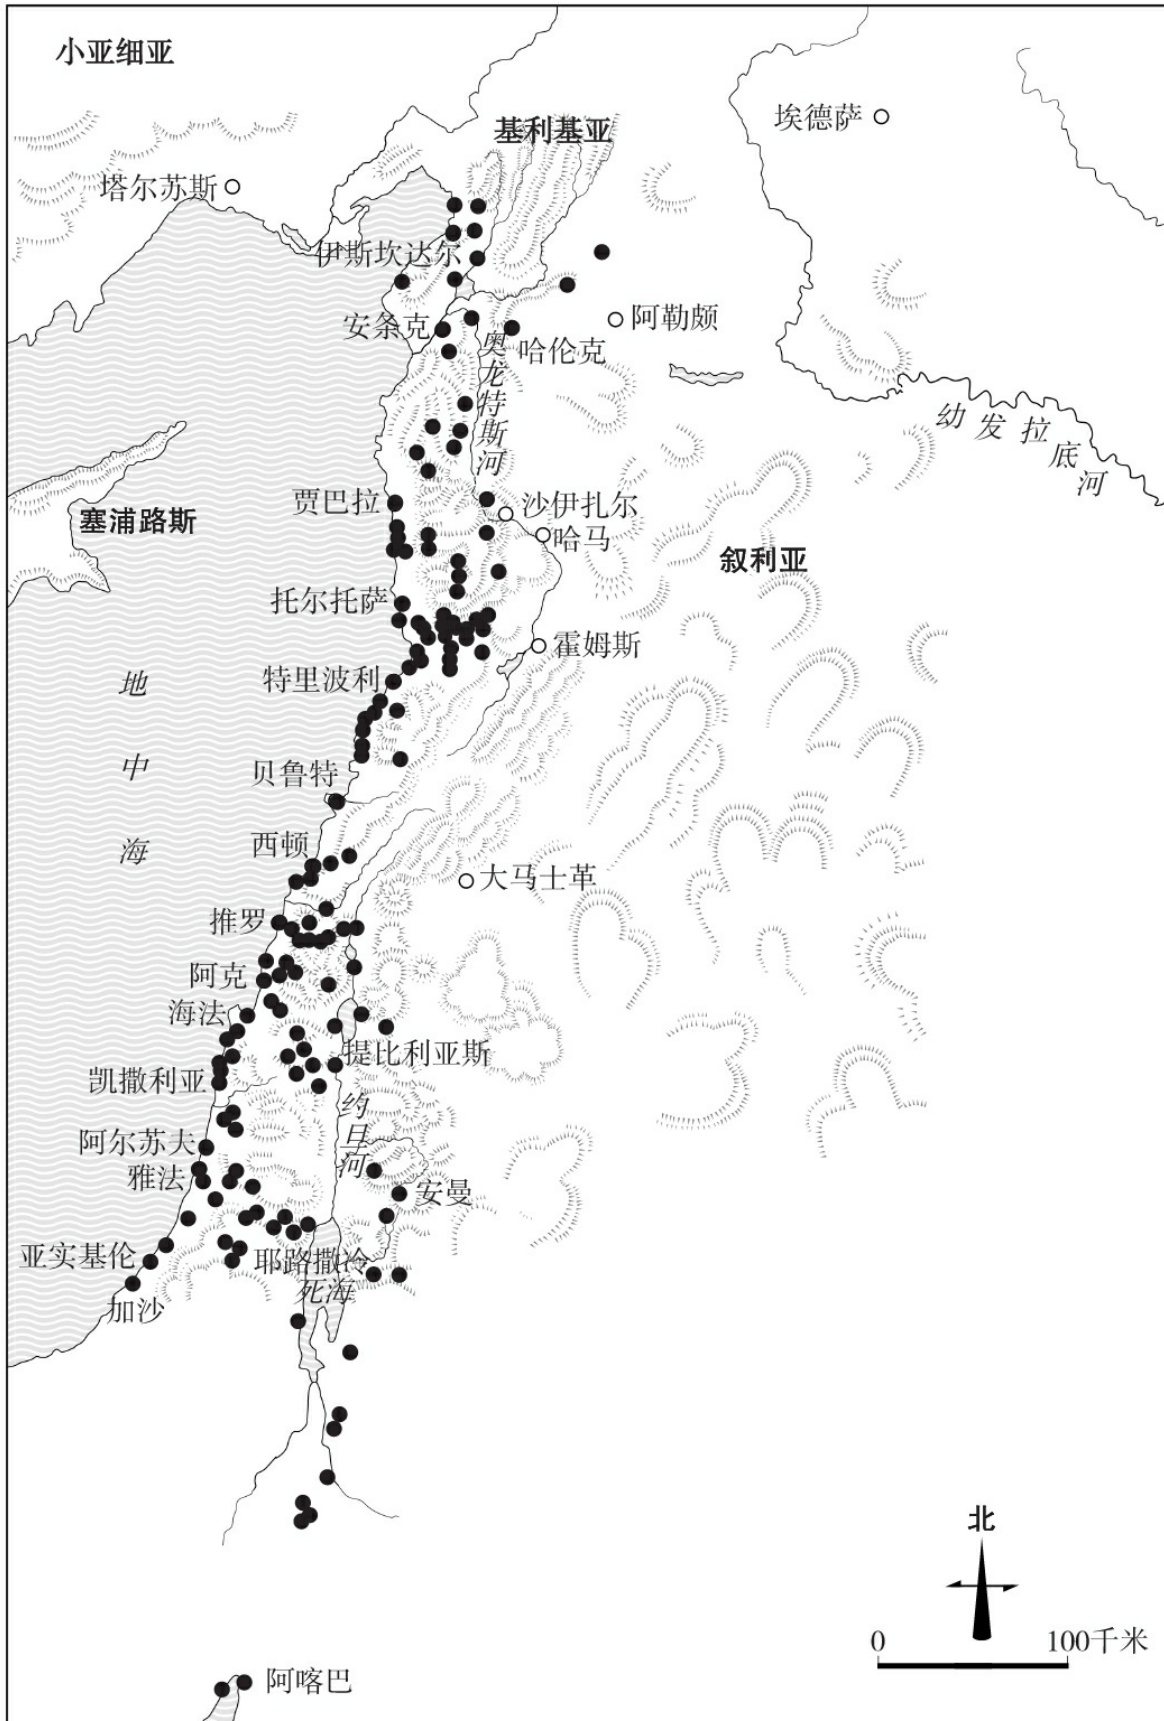 小亚细亚
基利基亚
埃德萨
塔尔苏斯
伊斯坎达尔
安条克
阿勒颇
哈伦克
奥龙特斯河
幼发拉底河
贾巴拉
沙伊扎尔
塞浦路斯
哈马
叙利亚
托尔托萨
霍姆斯
特里波利
地中海
贝鲁特
西顿
大马士革
推罗
阿克
海法
提比利亚斯
凯撒利亚
约旦河
阿尔苏夫
雅法
安曼
亚实基伦
耶路撒冷
死海
加沙
北
0 100千米
阿喀巴